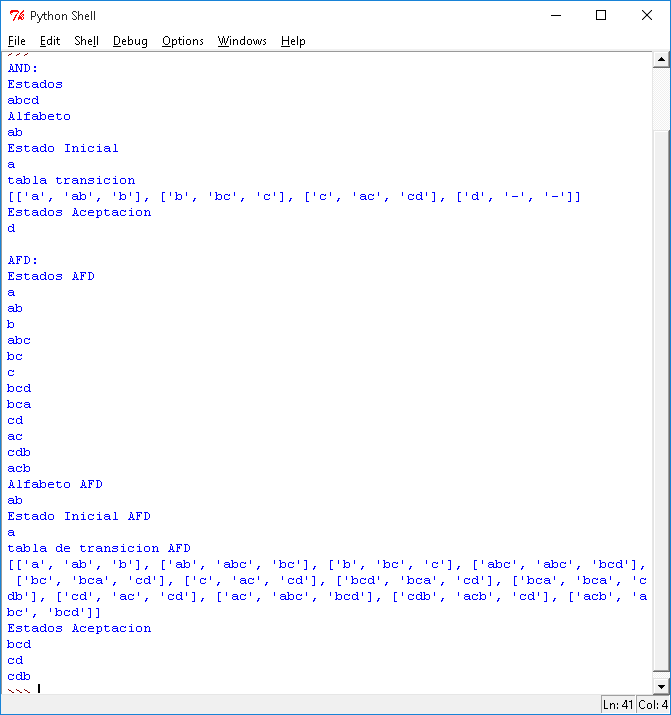 Python Shell
File Edit Shell Debug Options Windows Help
>>>
AND:
Estados
abcd
Alfabeto
ab
Estado Inicial
a
tabla transicion
[['a', 'ab', 'b'], ['b', 'bc', 'c'], ['c', 'ac', 'cd'], ['d', '-', '-']]
Estados Aceptacion
d
AFD:
Estados AFD
a
ab
b
abc
bc
c
bcd
bca
cd
ac
cdb
acb
Alfabeto AFD
ab
Estado Inicial AFD
a
tabla de transicion AFD
[['a', 'ab', 'b'], ['ab', 'abc', 'bc'], ['b', 'bc', 'c'], ['abc', 'abc', 'bcd'],
['bc', 'bca', 'cd'], ['c', 'ac', 'cd'], ['bcd', 'bca', 'cd'], ['bca', 'bca', 'c
db'], ['cd', 'ac', 'cd'], ['ac', 'abc', 'bcd'], ['cdb', 'acb', 'cd'], ['acb', 'a
bc', 'bcd']]
Estados Aceptacion
bcd
cd
cdb
>>>
Ln: 41 Col: 4